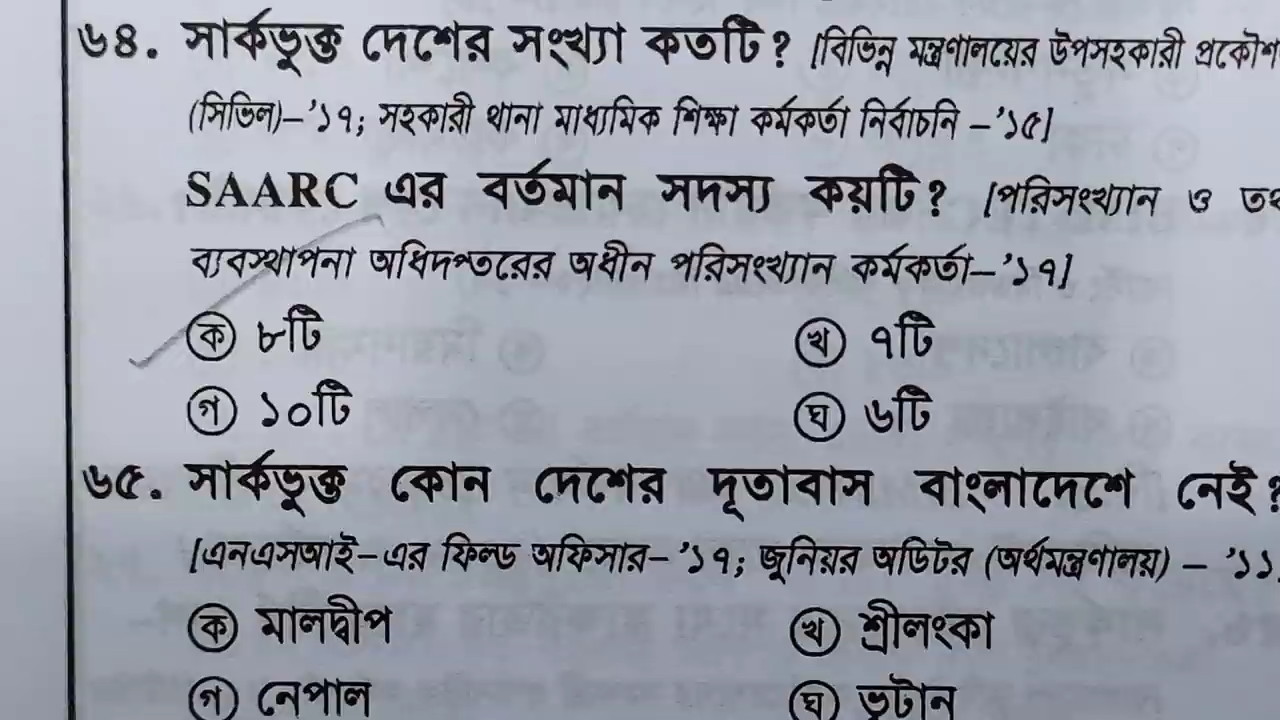 ৬৪. সার্কভুক্ত দেশের সংখ্যা কতটি? [বিভিন্ন মন্ত্রণালয়ের উপসহকারী প্রকৌশ
(সিভিল)–’১৭; সহকারী থানা মাধ্যমিক শিক্ষা কর্মকর্তা নির্বাচনি –’১৫]
SAARC এর বর্তমান সদস্য কয়টি? [পরিসংখ্যান ও তথ
ব্যবস্থাপনা অধিদপ্তরের অধীন পরিসংখ্যান কর্মকর্তা–’১৭]
ক ৮টি খ ৭টি
গ ১০টি ঘ ৬টি
৬৫. সার্কভুক্ত কোন দেশের দূতাবাস বাংলাদেশে নেই?
[এনএসআই–এর ফিল্ড অফিসার– ’১৭; জুনিয়র অডিটর (অর্থমন্ত্রণালয়) – ’১১
ক মালদ্বীপ খ শ্রীলংকা
গ নেপাল ঘ ভূটান